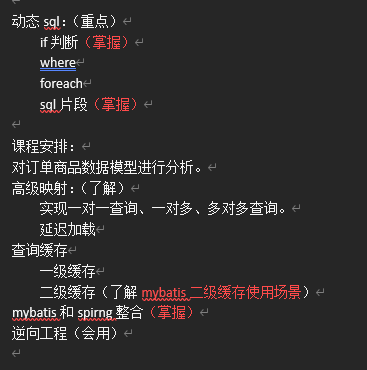 动态 sql：（重点）
if 判断（掌握）
where
foreach
sql 片段（掌握）
课程安排：
对订单商品数据模型进行分析。
高级映射：（了解）
实现一对一查询、一对多、多对多查询。
延迟加载
查询缓存
一级缓存
二级缓存（了解 mybatis 二级缓存使用场景）
mybatis 和 spirng 整合（掌握）
逆向工程（会用）